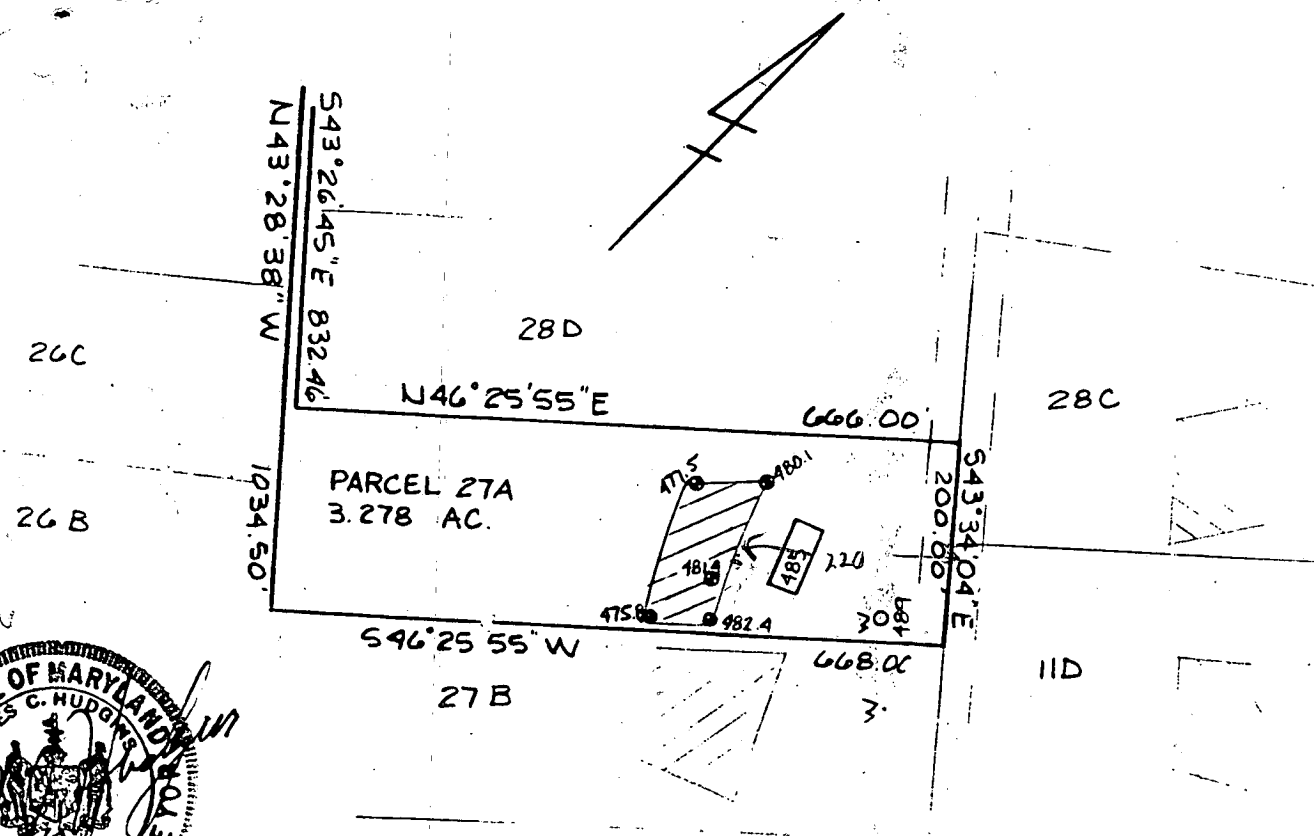 S43°26'45"E 832.46'
N43°28'38"W
1034.50'
28D
26C
N46°25'55"E
666.00'
28C
PARCEL 27A
3.278 AC.
26B
477.5
480.1
481.4
485
220
475.8
482.4
W
489
S43°34'04"E
200.00'
S46°25 55"W
668.00
27B
11D
3.
OF MARYLAND
C. HUDGINS